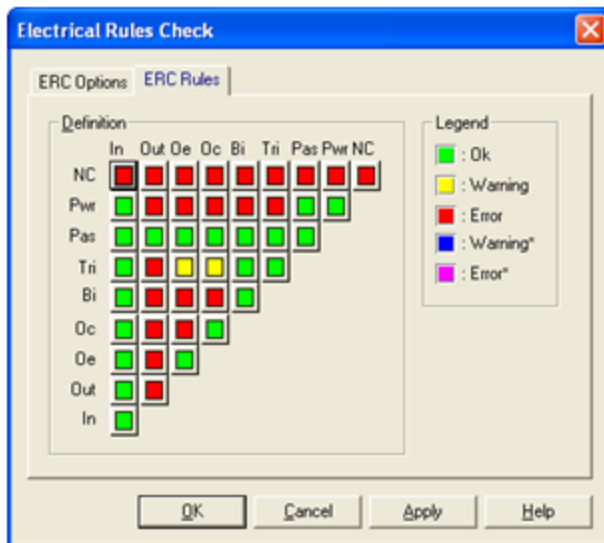 Electrical Rules Check
ERC Options ERC Rules
Definition
In Out Oe Oc Bi Tri Pas Pwr NC
NC
Pwr
Pas
Tri
Bi
Oc
Oe
Out
In
Legend
: Ok
: Warning
: Error
: Warning*
: Error*
OK Cancel Apply Help